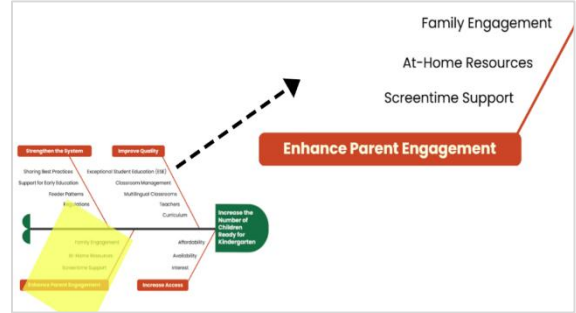 Family Engagement
At-Home Resources
Screentime Support
Enhance Parent Engagement
Strengthen the System
Improve Quality
Sharing Best Practices
Exceptional Student Education (ESE)
Support for Early Education
Classroom Management
Feeder Patterns
Multilingual Classrooms
Regulations
Teachers
Curriculum
Increase the
Number of
Children
Ready for
Kindergarten
Family Engagement
Affordability
At-Home Resources
Availability
Screentime Support
Interest
Enhance Parent Engagement
Increase Access